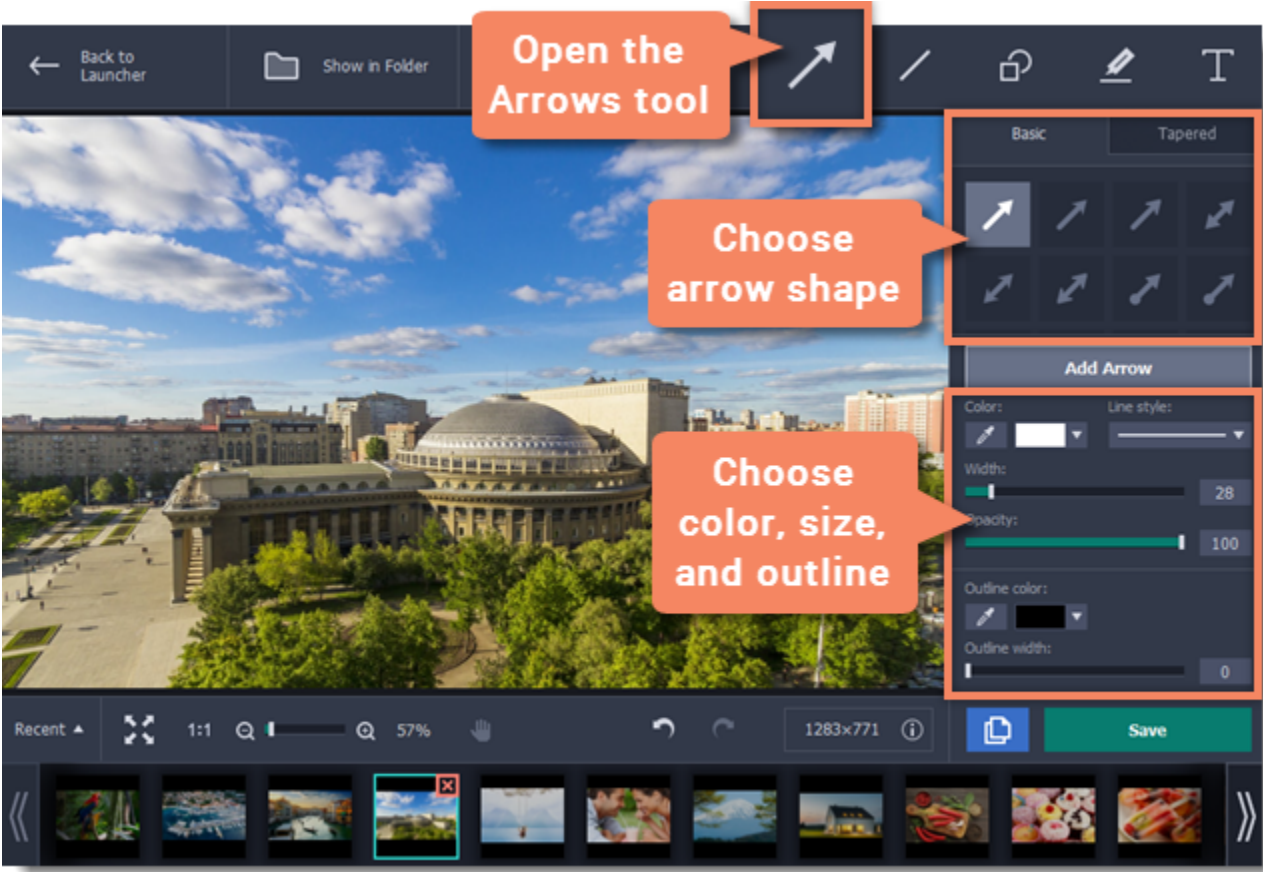 Back to
Launcher
Show in Folder
Open the
Arrows tool
T
Basic
Tapered
Choose
arrow shape
Add Arrow
Color:
Line style:
Choose
color, size,
and outline
Width:
28
Opacity:
100
Outline color:
Outline width:
0
Recent
1:1
57%
1283×771
Save